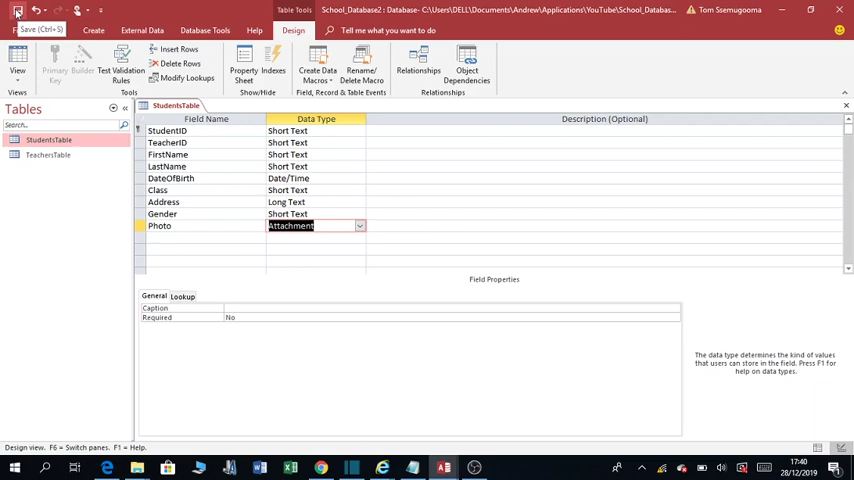 School_Database2 : Database- C:\Users\DELL\Documents\Andrew\Applications\YouTube\School_Databas...
Table Tools
Tom Ssemugooma
Save (Ctrl+S)
F
Create
External Data
Database Tools
Help
Design
Tell me what you want to do
View
Primary Key
Builder
Test Validation Rules
Insert Rows
Delete Rows
Modify Lookups
Property Sheet
Indexes
Create Data Macros
Rename/ Delete Macro
Relationships
Object Dependencies
Views
Tools
Show/Hide
Field, Record & Table Events
Relationships
Tables
Search...
StudentsTable
TeachersTable
StudentsTable
Field Name Data Type Description (Optional)
StudentID Short Text
TeacherID Short Text
FirstName Short Text
LastName Short Text
DateOfBirth Date/Time
Class Short Text
Address Long Text
Gender Short Text
Photo Attachment
Field Properties
General Lookup
Caption
Required No
The data type determines the kind of values
that users can store in the field. Press F1 for
help on data types.
Design view. F6 = Switch panes. F1 = Help.
17:40
28/12/2019